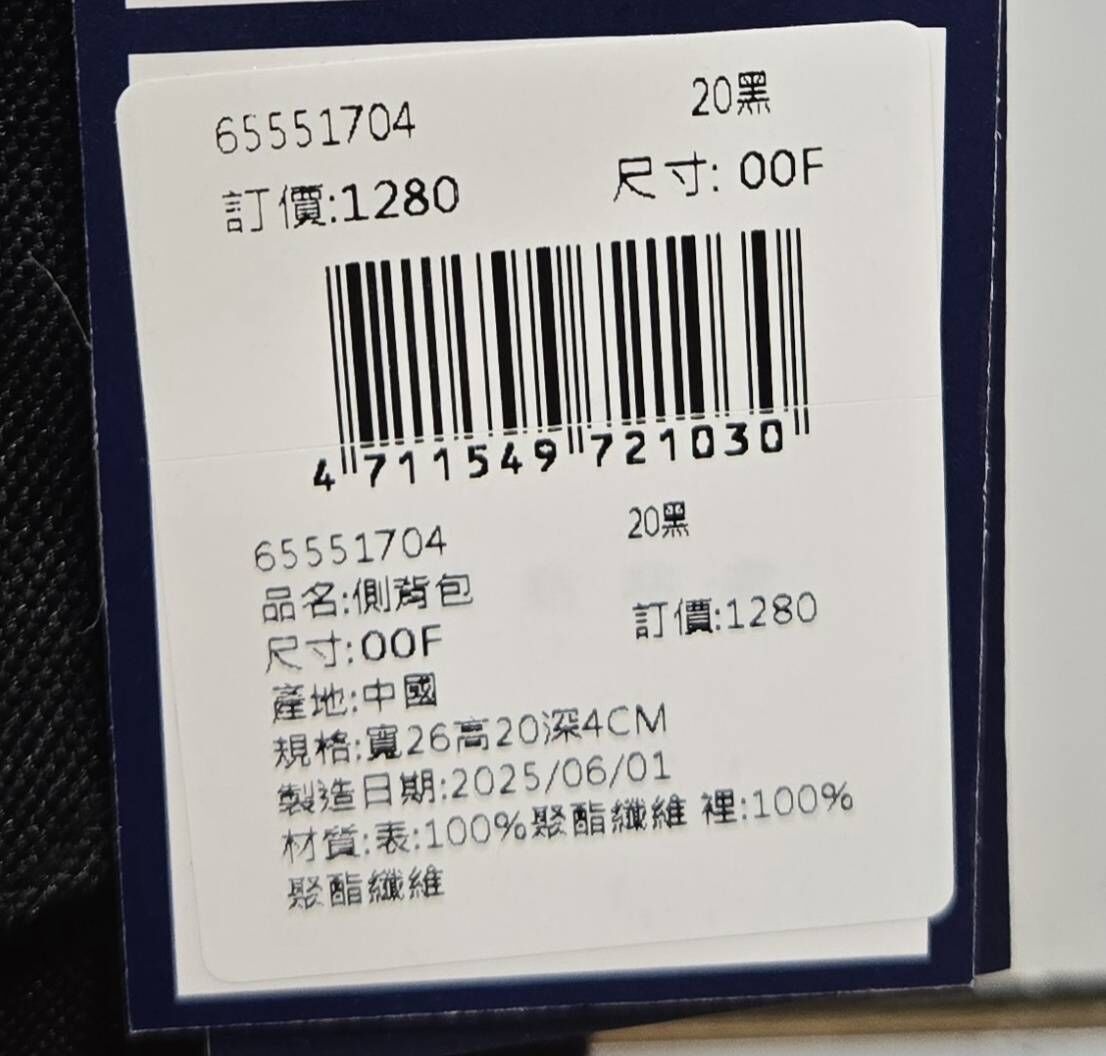 65551704 20黑
訂價:1280 尺寸: 00F
4 711549 721030
65551704 20黑
品名:側背包
尺寸:00F 訂價:1280
產地:中國
規格:寬26高20深4CM
製造日期:2025/06/01
材質:表:100%聚酯纖維 裡:100%
聚酯纖維